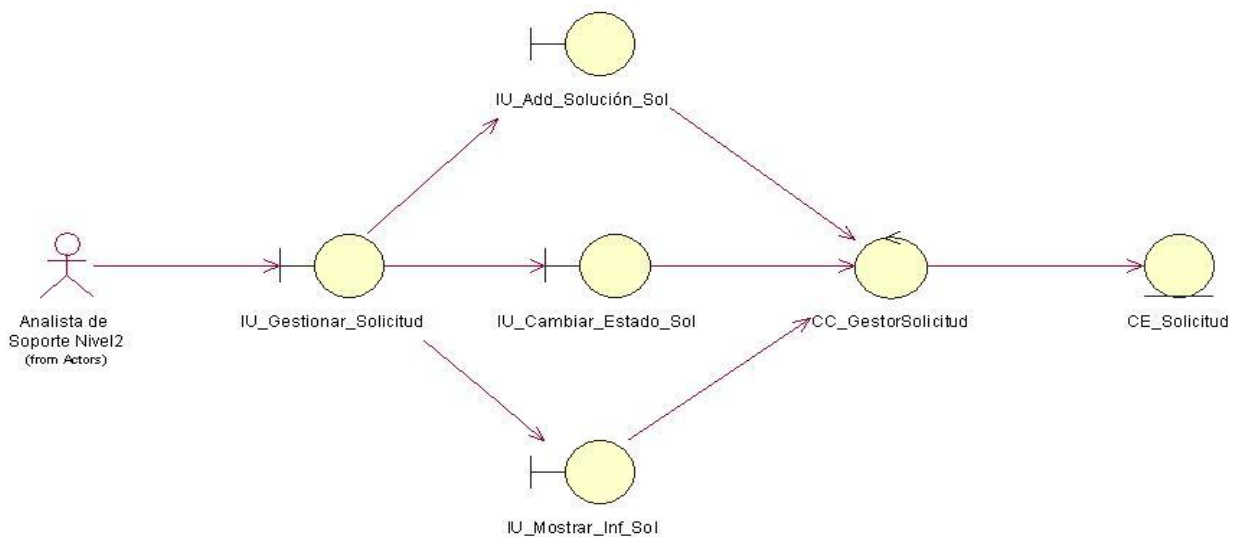 IU_Add_Solución_Sol
Analista de
Soporte Nivel2
(from Actors)
IU_Gestionar_Solicitud
IU_Cambiar_Estado_Sol
CC_GestorSolicitud
CE_Solicitud
IU_Mostrar_Inf_Sol